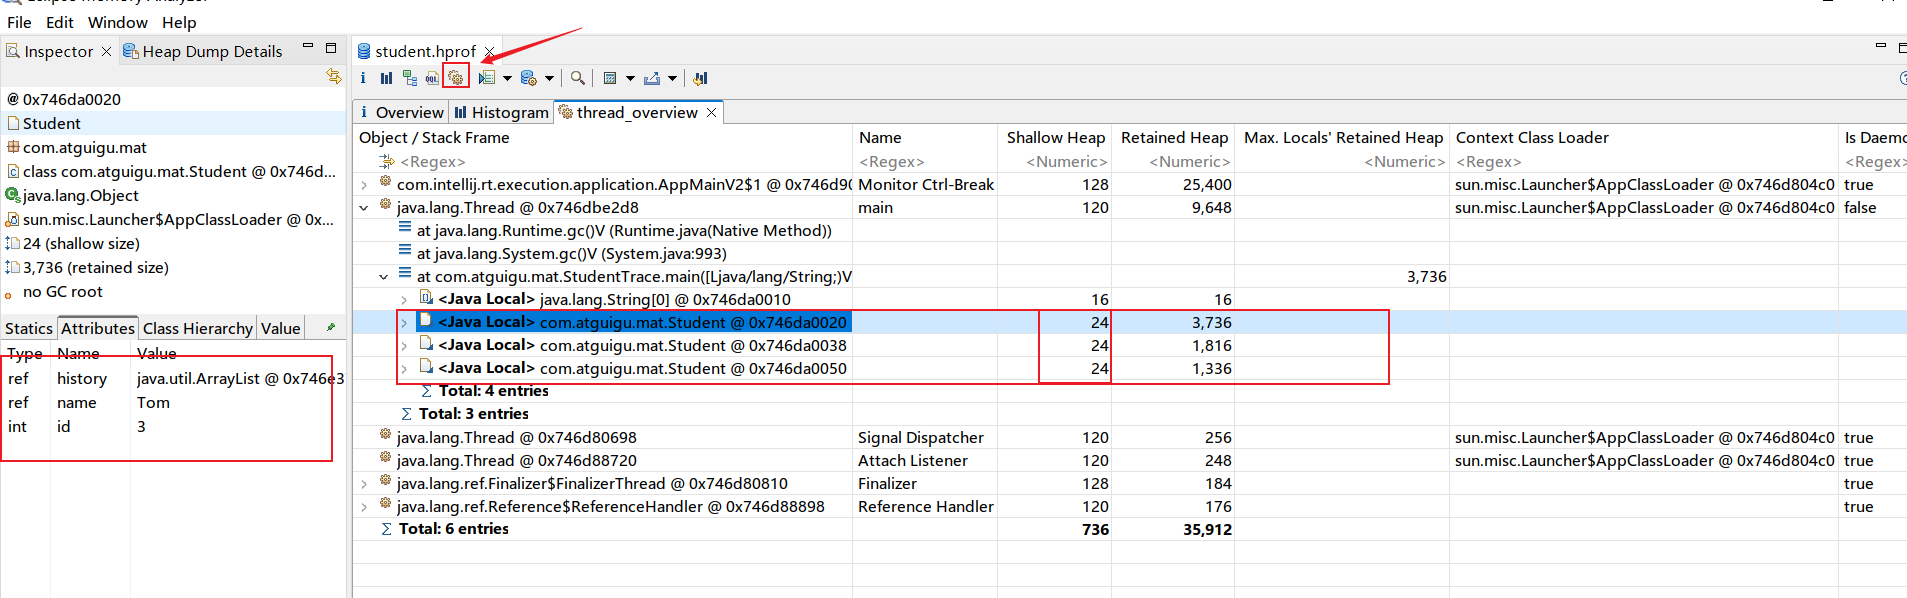 Eclipse Memory Analyzer
File Edit Window Help
Inspector Heap Dump Details
@ 0x746da0020
Student
com.atguigu.mat
class com.atguigu.mat.Student @ 0x746d...
java.lang.Object
sun.misc.Launcher$AppClassLoader @ 0x...
24 (shallow size)
3,736 (retained size)
no GC root
Statics Attributes Class Hierarchy Value
Type Name Value
ref history java.util.ArrayList @ 0x746e3
ref name Tom
int id 3
student.hprof
i OQL
i Overview Histogram thread_overview
Object / Stack Frame Name Shallow Heap Retained Heap Max. Locals' Retained Heap Context Class Loader Is Daemo
<Regex> <Regex> <Numeric> <Numeric> <Numeric> <Regex> <Regex>
com.intellij.rt.execution.application.AppMainV2$1 @ 0x746d90 Monitor Ctrl-Break 128 25,400 sun.misc.Launcher$AppClassLoader @ 0x746d804c0 true
java.lang.Thread @ 0x746dbe2d8 main 120 9,648 sun.misc.Launcher$AppClassLoader @ 0x746d804c0 false
at java.lang.Runtime.gc()V (Runtime.java(Native Method))
at java.lang.System.gc()V (System.java:993)
at com.atguigu.mat.StudentTrace.main([Ljava/lang/String;)V 3,736
<Java Local> java.lang.String[0] @ 0x746da0010 16 16
<Java Local> com.atguigu.mat.Student @ 0x746da0020 24 3,736
<Java Local> com.atguigu.mat.Student @ 0x746da0038 24 1,816
<Java Local> com.atguigu.mat.Student @ 0x746da0050 24 1,336
Σ Total: 4 entries
Σ Total: 3 entries
java.lang.Thread @ 0x746d80698 Signal Dispatcher 120 256 sun.misc.Launcher$AppClassLoader @ 0x746d804c0 true
java.lang.Thread @ 0x746d88720 Attach Listener 120 248 sun.misc.Launcher$AppClassLoader @ 0x746d804c0 true
java.lang.ref.Finalizer$FinalizerThread @ 0x746d80810 Finalizer 128 184 true
java.lang.ref.Reference$ReferenceHandler @ 0x746d88898 Reference Handler 120 176 true
Σ Total: 6 entries 736 35,912